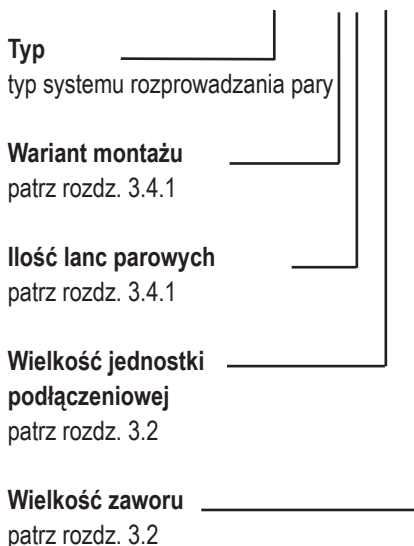 Typ
typ systemu rozprowadzania pary
Wariant montażu
patrz rozdz. 3.4.1
Ilość lanc parowych
patrz rozdz. 3.4.1
Wielkość jednostki
podłączeniowej
patrz rozdz. 3.2
Wielkość zaworu
patrz rozdz. 3.2